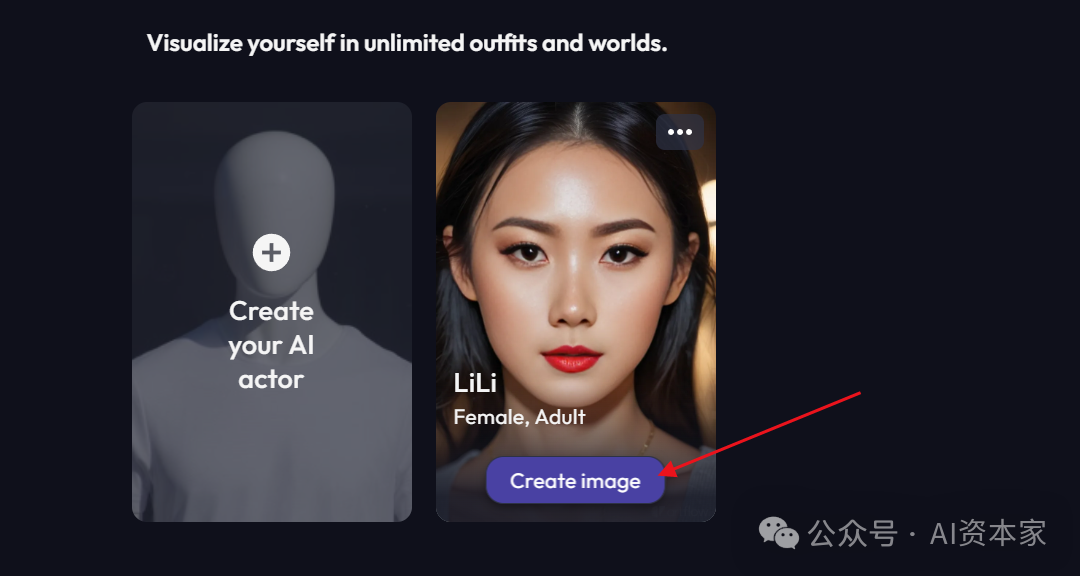 Visualize yourself in unlimited outfits and worlds.
Create
your AI
actor
LiLi
Female, Adult
Create image
公众号 · AI资本家